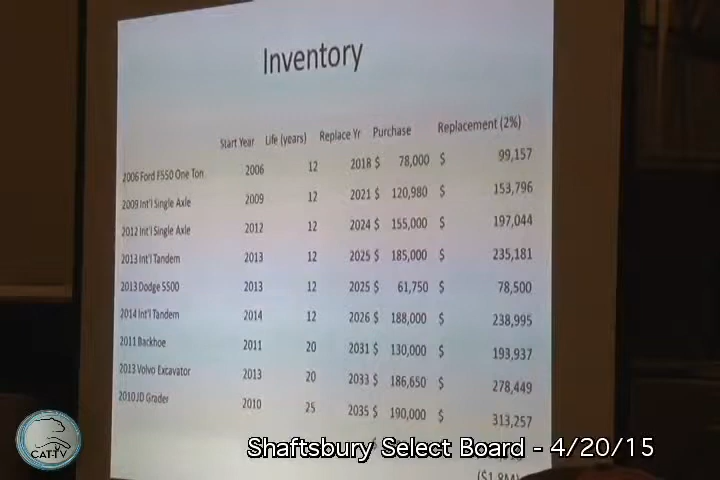 Inventory
Start Year Life (years) Replace Yr Purchase Replacement (2%)
2006 Ford F550 One Ton 2006 12 2018 $ 78,000 $ 99,157
2009 Int'l Single Axle 2009 12 2021 $ 120,980 $ 153,796
2012 Int'l Single Axle 2012 12 2024 $ 155,000 $ 197,044
2013 Int'l Tandem 2013 12 2025 $ 185,000 $ 235,181
2013 Dodge 5500 2013 12 2025 $ 61,750 $ 78,500
2014 Int'l Tandem 2014 12 2026 $ 188,000 $ 238,995
2011 Backhoe 2011 20 2031 $ 130,000 $ 193,937
2013 Volvo Excavator 2013 20 2033 $ 186,650 $ 278,449
2010 JD Grader 2010 25 2035 $ 190,000 $ 313,257
CAT-TV
Shaftsbury Select Board - 4/20/15
($1.8M)